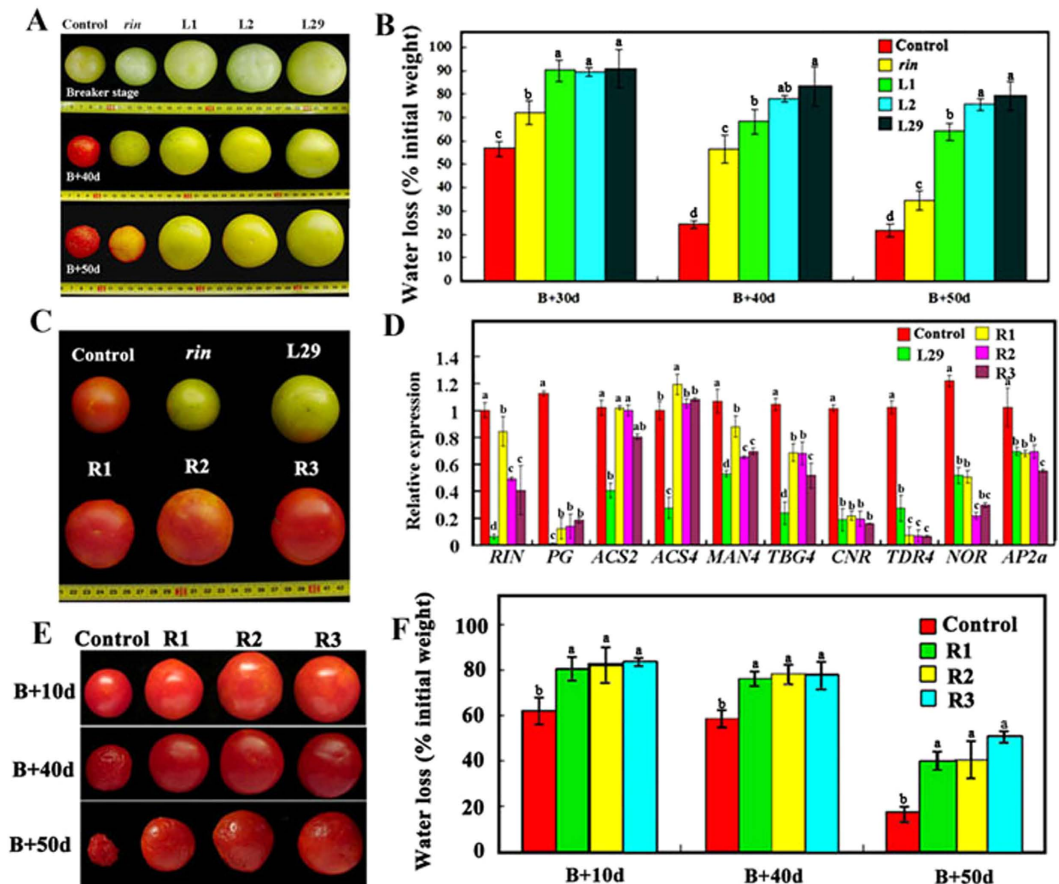 A
Control rin L1 L2 L29
Breaker stage
B+40d
B+50d
B
Water loss (% initial weight)
100
90
80
70
60
50
40
30
20
10
0
Control
rin
L1
L2
L29
c b a a a
d c b ab a
d c b a a
B+30d B+40d B+50d
C
Control rin L29
R1 R2 R3
D
Relative expression
1.4
1.2
1
0.8
0.6
0.4
0.2
0
Control
L29
R1
R2
R3
a d b c c
a c b b b
a b a a ab
b c a a a
a d b c c
a d b b c
a b b b b
a b c c c
a b b c bc
a b b b c
RIN PG ACS2 ACS4 MAN4 TBG4 CNR TDR4 NOR AP2a
E
Control R1 R2 R3
B+10d
B+40d
B+50d
F
Water loss (% initial weight)
100
80
60
40
20
0
Control
R1
R2
R3
b a a a
b a a a
b a a a
B+10d B+40d B+50d